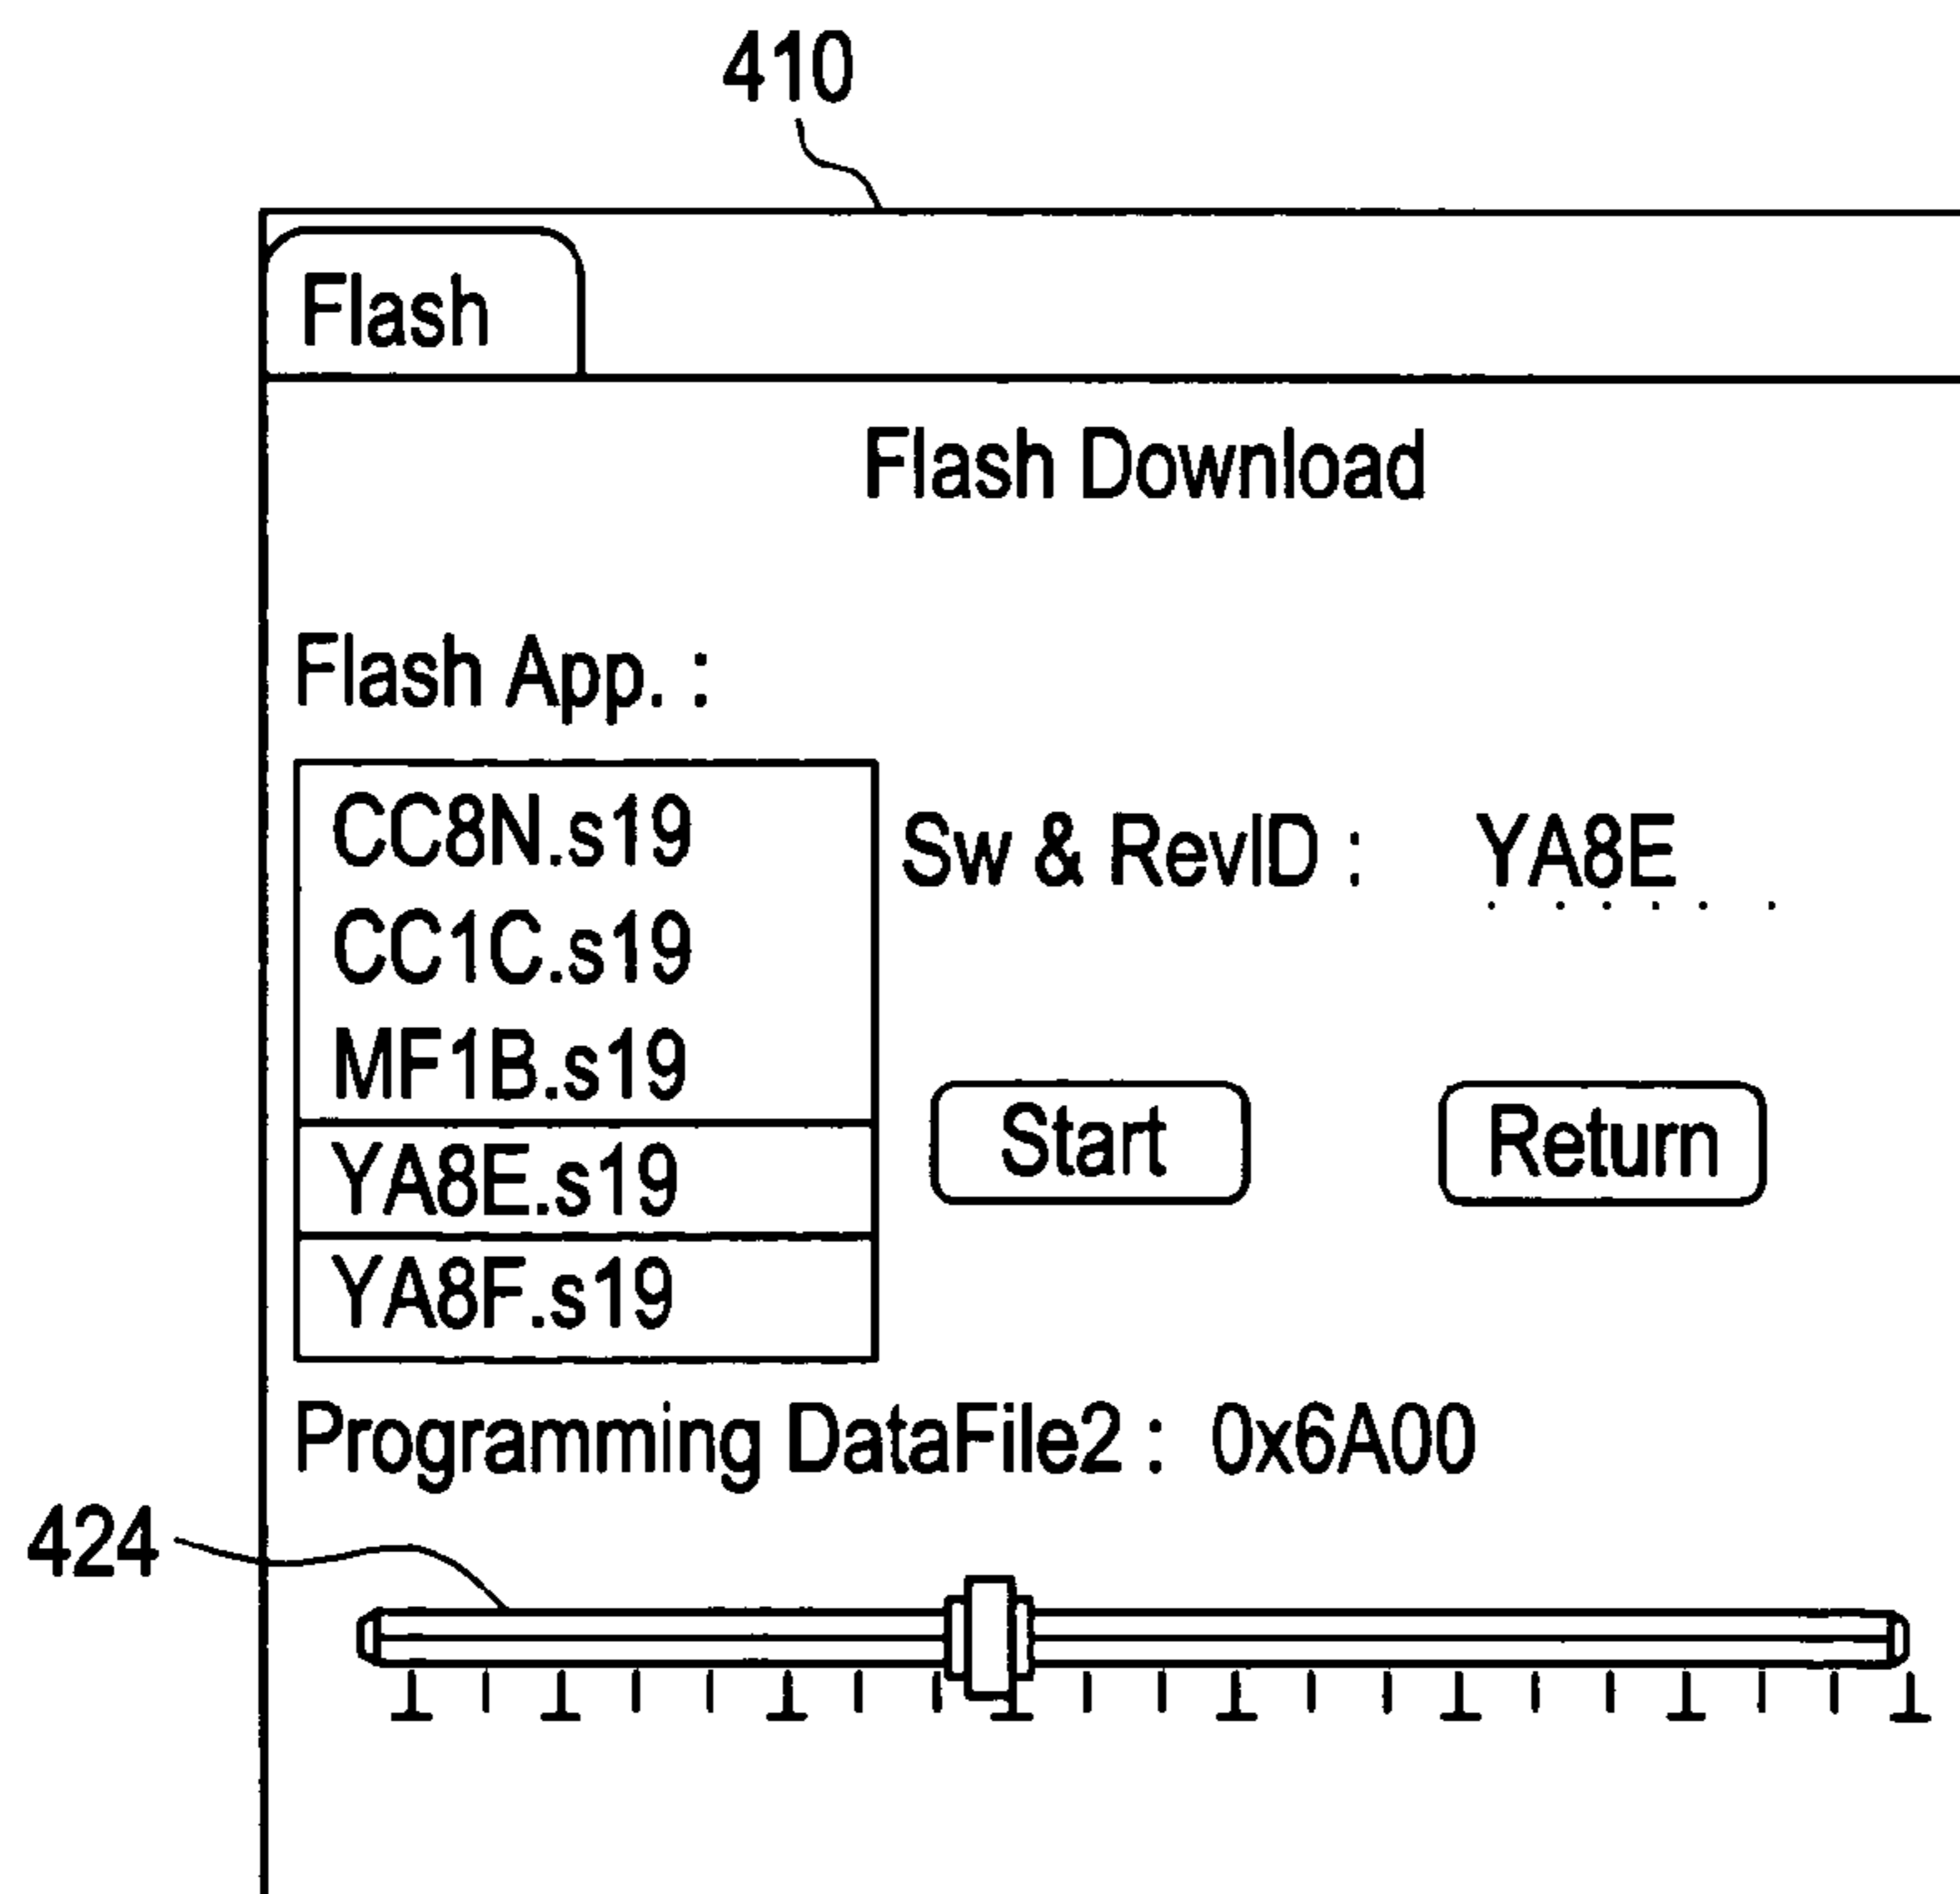 410
Flash
Flash Download
Flash App. :
CC8N.s19
Sw & RevID : YA8E
CC1C.s19
MF1B.s19
Start Return
YA8E.s19
YA8F.s19
Programming DataFile2 : 0x6A00
424